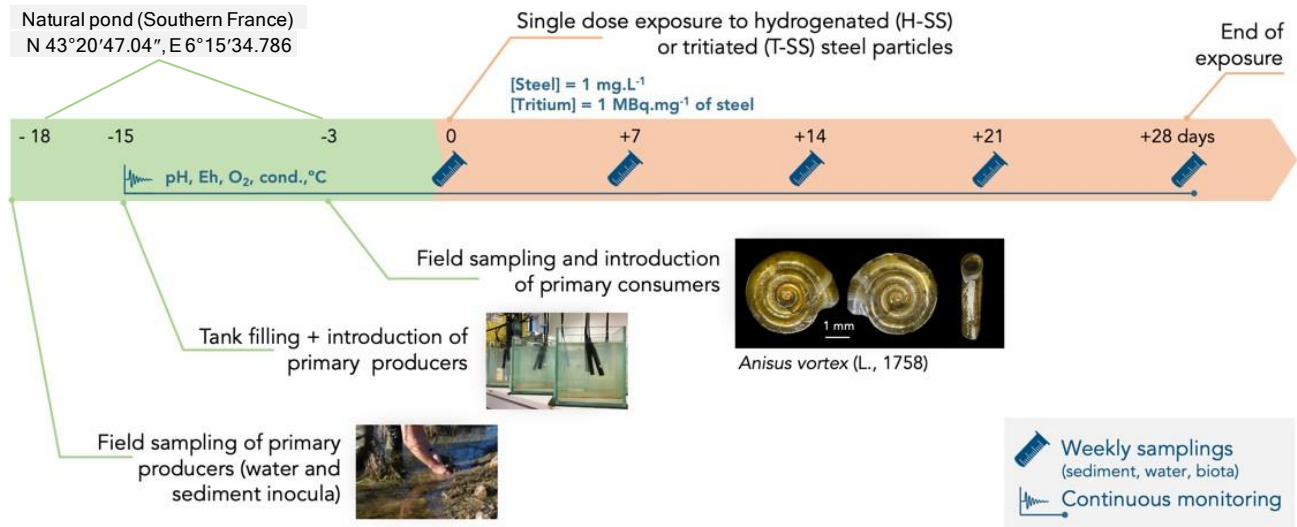 Natural pond (Southern France)
N 43°20′47.04″, E 6°15′34.786
Single dose exposure to hydrogenated (H-SS)
or tritiated (T-SS) steel particles
End of
exposure
[Steel] = 1 mg.L⁻¹
[Tritium] = 1 MBq.mg⁻¹ of steel
- 18 -15 -3 0 +7 +14 +21 +28 days
pH, Eh, O₂, cond.,°C
Field sampling and introduction
of primary consumers
1 mm
Anisus vortex (L., 1758)
Tank filling + introduction of
primary producers
Field sampling of primary
producers (water and
sediment inocula)
Weekly samplings
(sediment, water, biota)
Continuous monitoring